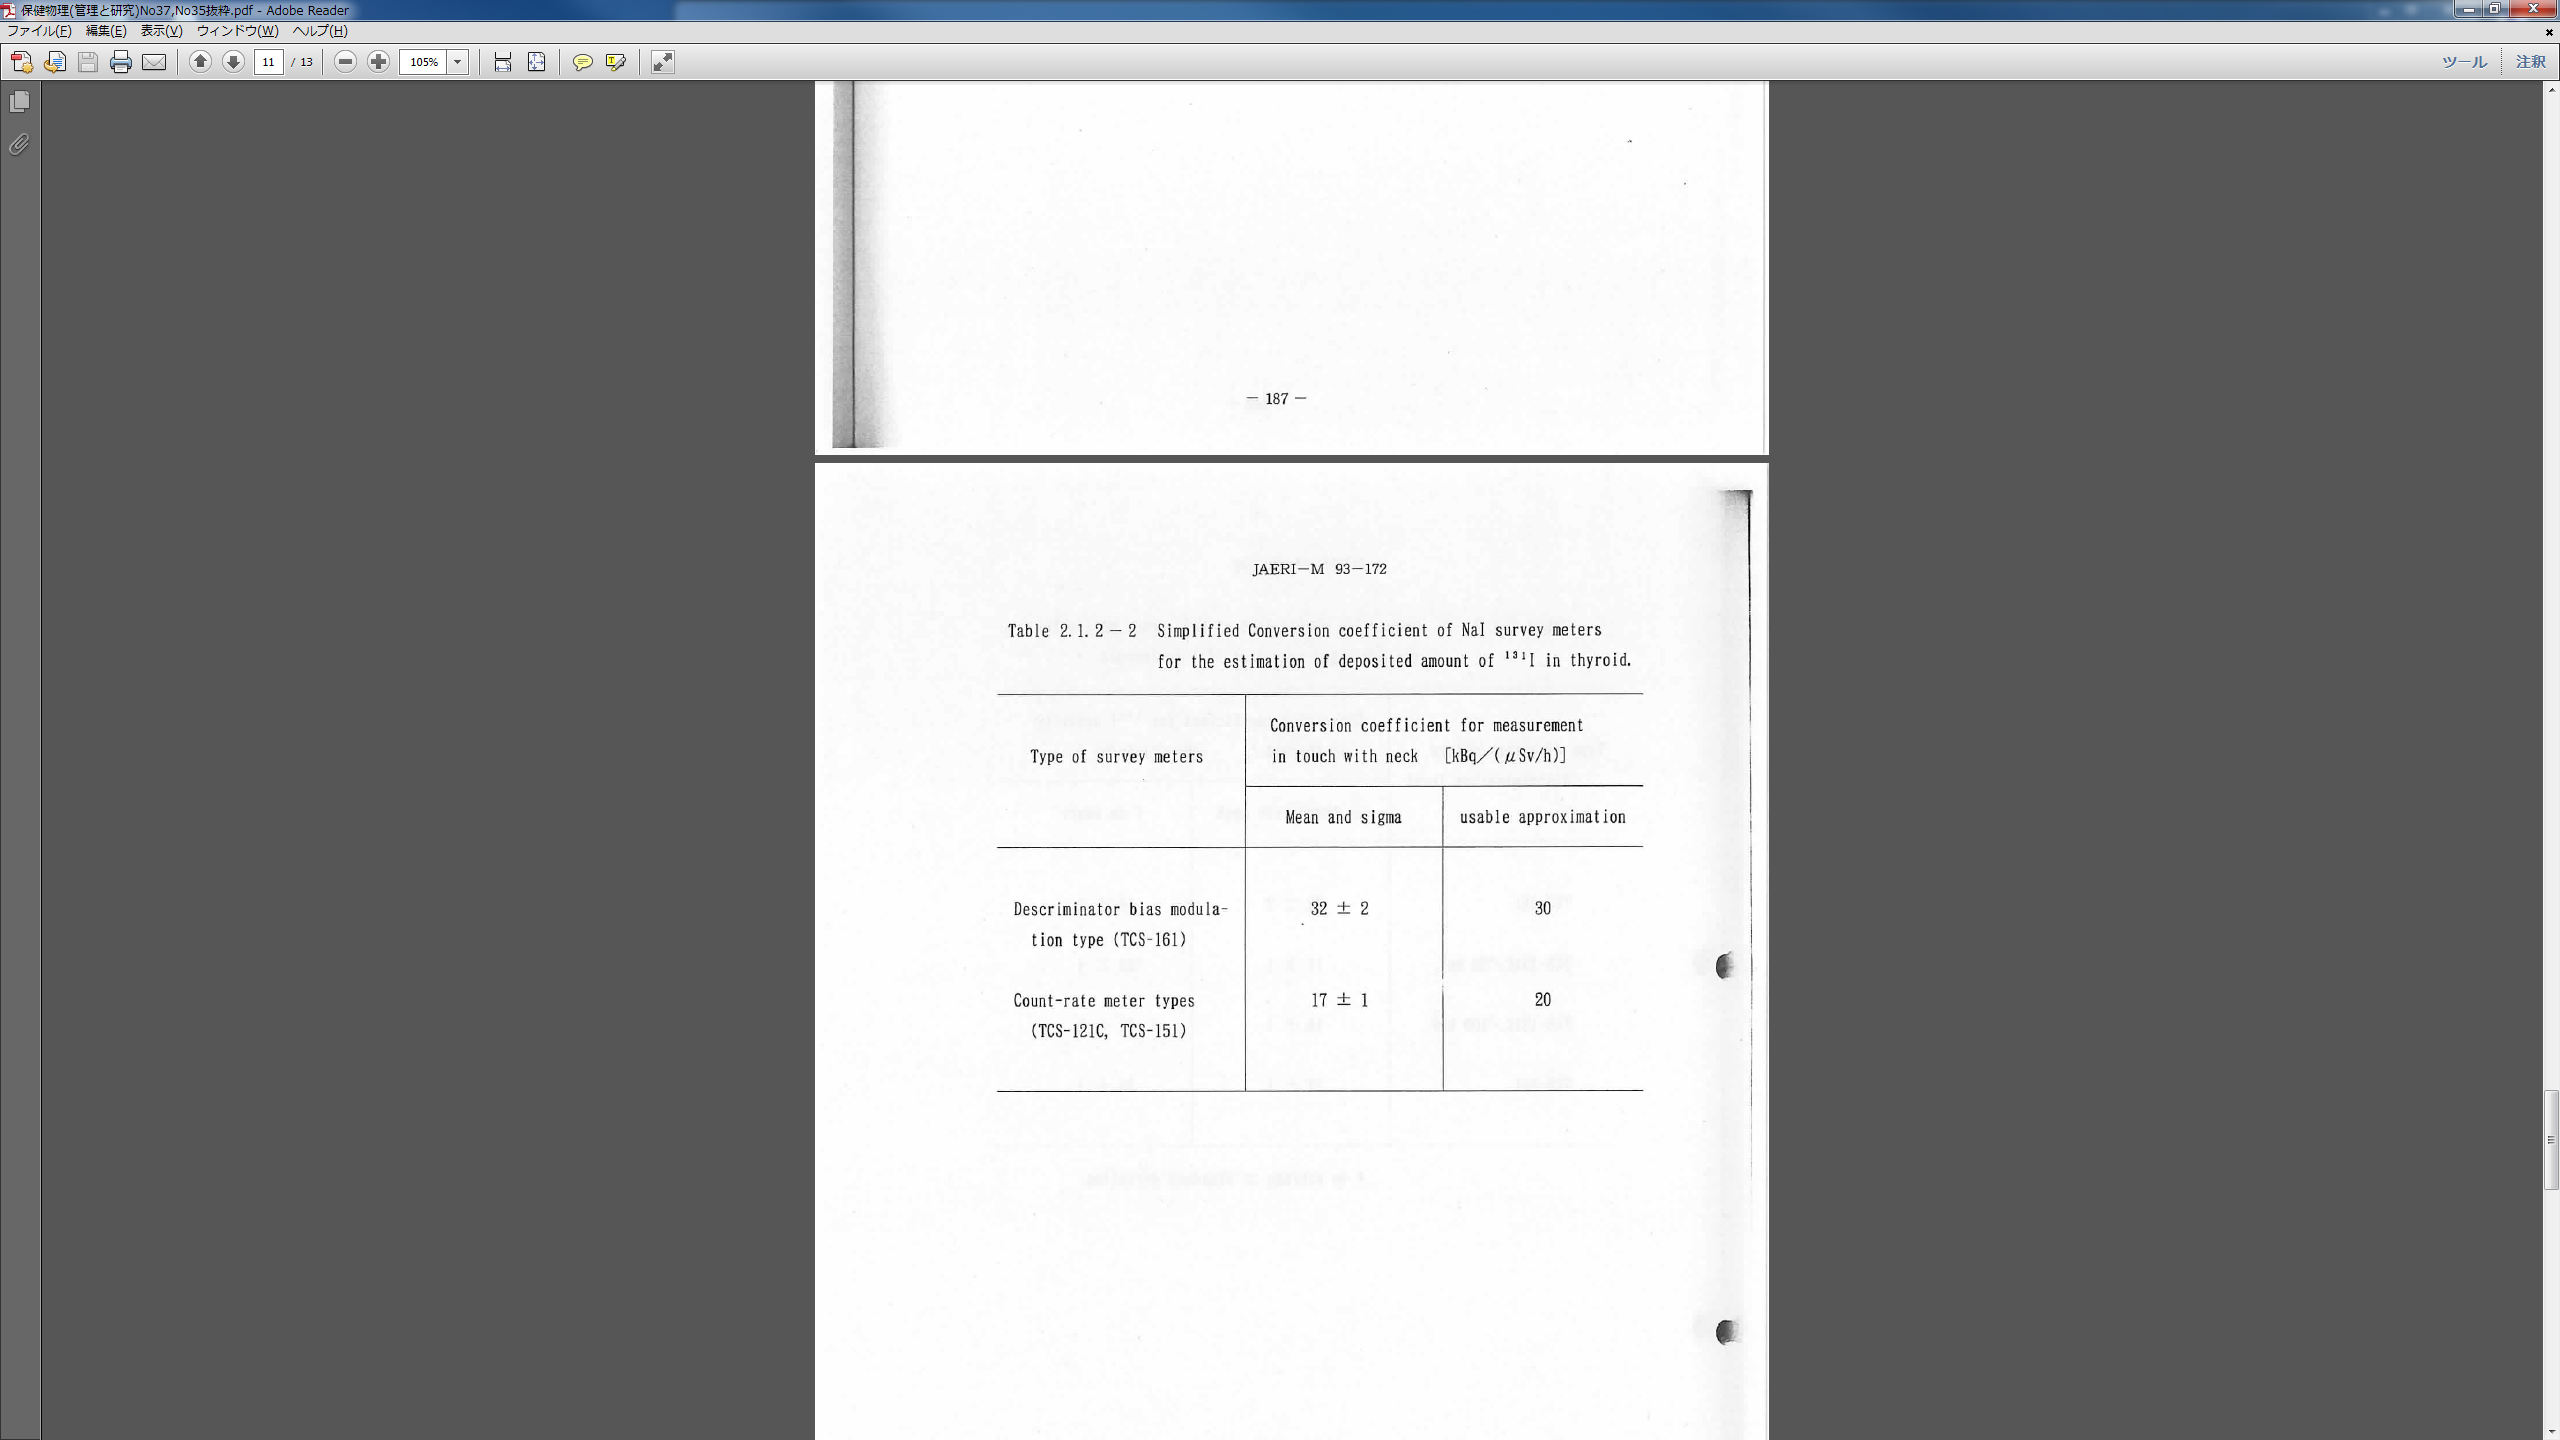 保健物理(管理と研究)No37,No35抜粋.pdf - Adobe Reader
ファイル(F) 編集(E) 表示(V) ウィンドウ(W) ヘルプ(H)
11 / 13 105% ツール 注釈
— 187 —
JAERI-M 93-172
Table 2.1.2-2 Simplified Conversion coefficient of NaI survey meters
for the estimation of deposited amount of ¹³¹I in thyroid.
Conversion coefficient for measurement
Type of survey meters in touch with neck [kBq/(μSv/h)]
Mean and sigma usable approximation
Descriminator bias modula- 32 ± 2 30
tion type (TCS-161)
Count-rate meter types 17 ± 1 20
(TCS-121C, TCS-151)